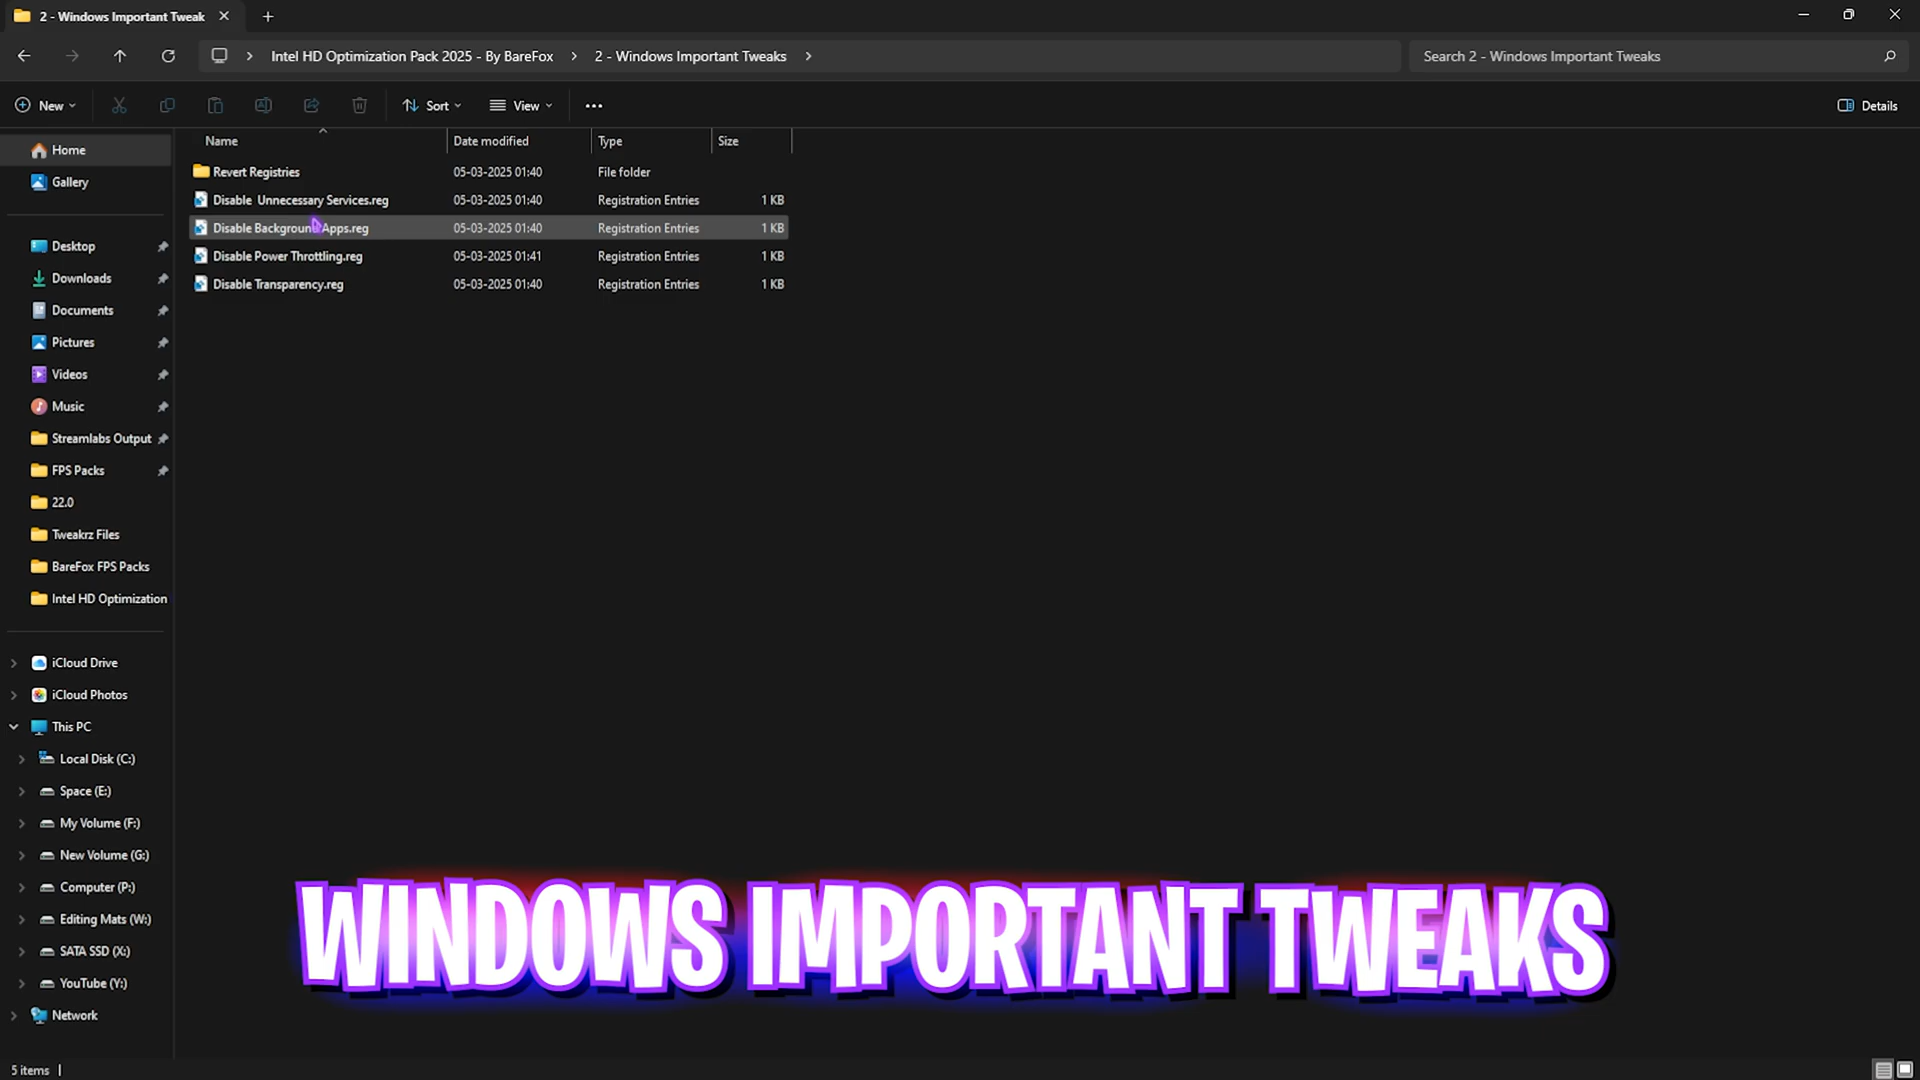 2 - Windows Important Tweak
Intel HD Optimization Pack 2025 - By BareFox
2 - Windows Important Tweaks
Search 2 - Windows Important Tweaks
New
Sort
View
Details
Name
Date modified
Type
Size
Revert Registries 05-03-2025 01:40 File folder
Disable  Unnecessary Services.reg 05-03-2025 01:40 Registration Entries 1 KB
Disable Background Apps.reg 05-03-2025 01:40 Registration Entries 1 KB
Disable Power Throttling.reg 05-03-2025 01:41 Registration Entries 1 KB
Disable Transparency.reg 05-03-2025 01:40 Registration Entries 1 KB
Home
Gallery
Desktop
Downloads
Documents
Pictures
Videos
Music
Streamlabs Output
FPS Packs
22.0
Tweakrz Files
BareFox FPS Packs
Intel HD Optimization
iCloud Drive
iCloud Photos
This PC
Local Disk (C:)
Space (E:)
My Volume (F:)
New Volume (G:)
Computer (P:)
Editing Mats (W:)
SATA SSD (X:)
YouTube (Y:)
Network
WINDOWS IMPORTANT TWEAKS
5 items